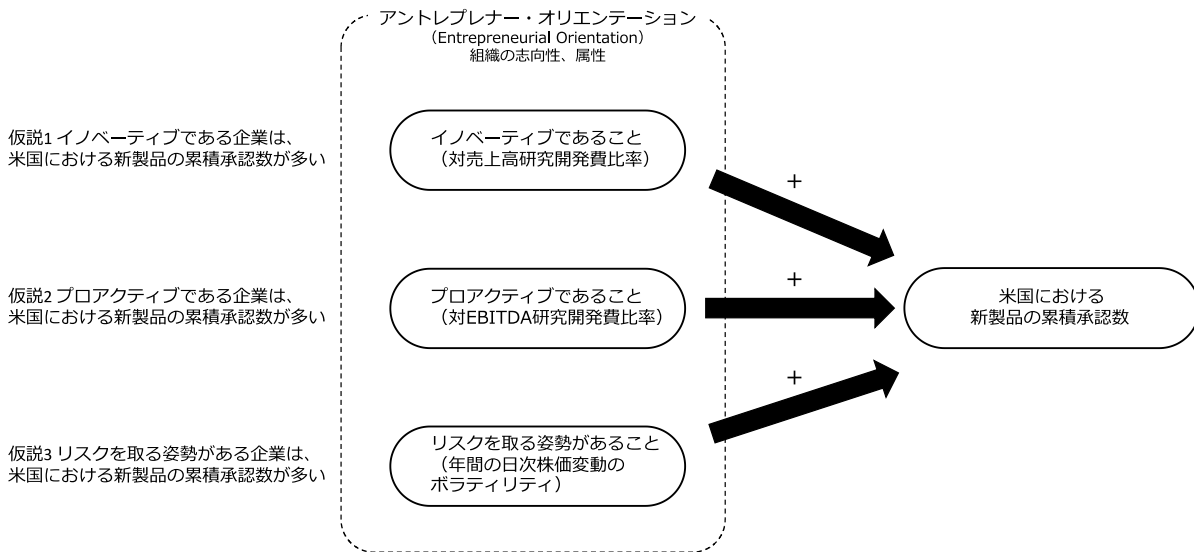 アントレプレナー・オリエンテーション
（Entrepreneurial Orientation）
組織の志向性、属性
仮説1 イノベーティブである企業は、
米国における新製品の累積承認数が多い
イノベーティブであること
（対売上高研究開発費比率）
+
仮説2 プロアクティブである企業は、
米国における新製品の累積承認数が多い
プロアクティブであること
（対EBITDA研究開発費比率）
+
米国における
新製品の累積承認数
+
仮説3 リスクを取る姿勢がある企業は、
米国における新製品の累積承認数が多い
リスクを取る姿勢があること
（年間の日次株価変動の
ボラティリティ）